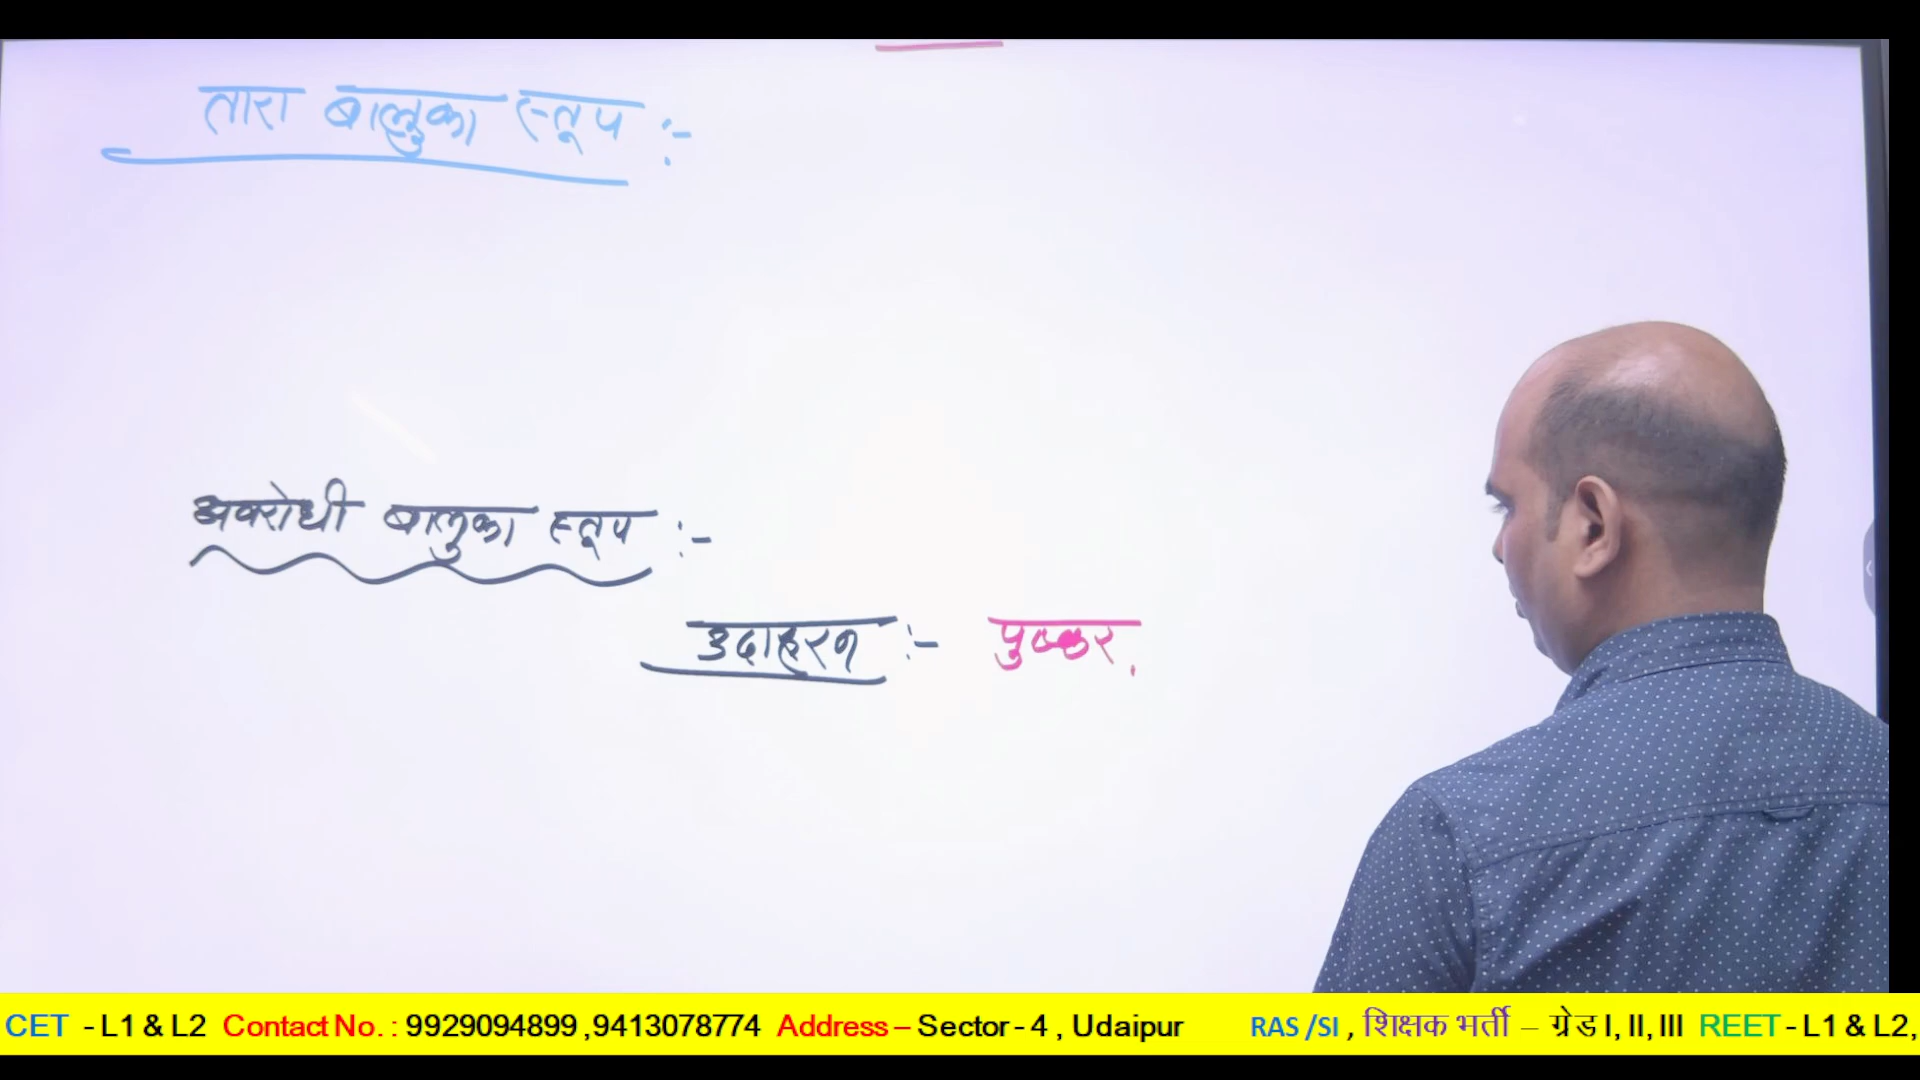 तारा बालुका स्तूप :-
अवरोधी बालुका स्तूप :-
उदाहरन :- पुष्कर.
CET - L1 & L2 Contact No. : 9929094899 ,9413078774 Address – Sector - 4 , Udaipur RAS /SI , शिक्षक भर्ती – ग्रेड I, II, III REET - L1 & L2,